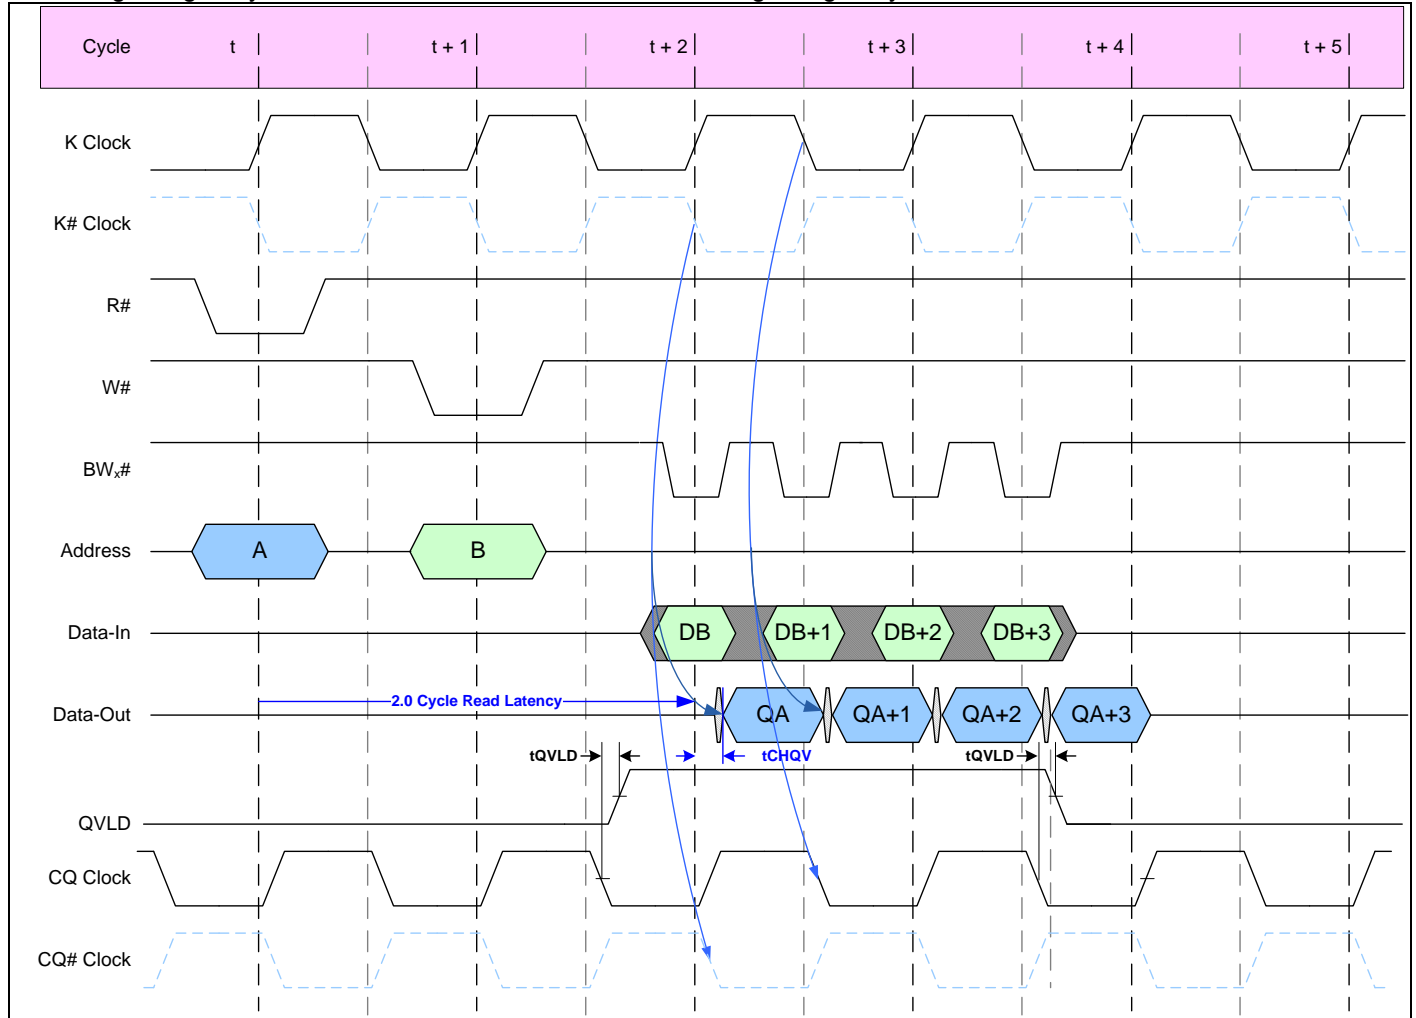 Cycle t t + 1 t + 2 t + 3 t + 4 t + 5
K Clock
K# Clock
R#
W#
BWx#
Address A B
Data-In DB DB+1 DB+2 DB+3
2.0 Cycle Read Latency
Data-Out QA QA+1 QA+2 QA+3
tQVLD tCHQV tQVLD
QVLD
CQ Clock
CQ# Clock